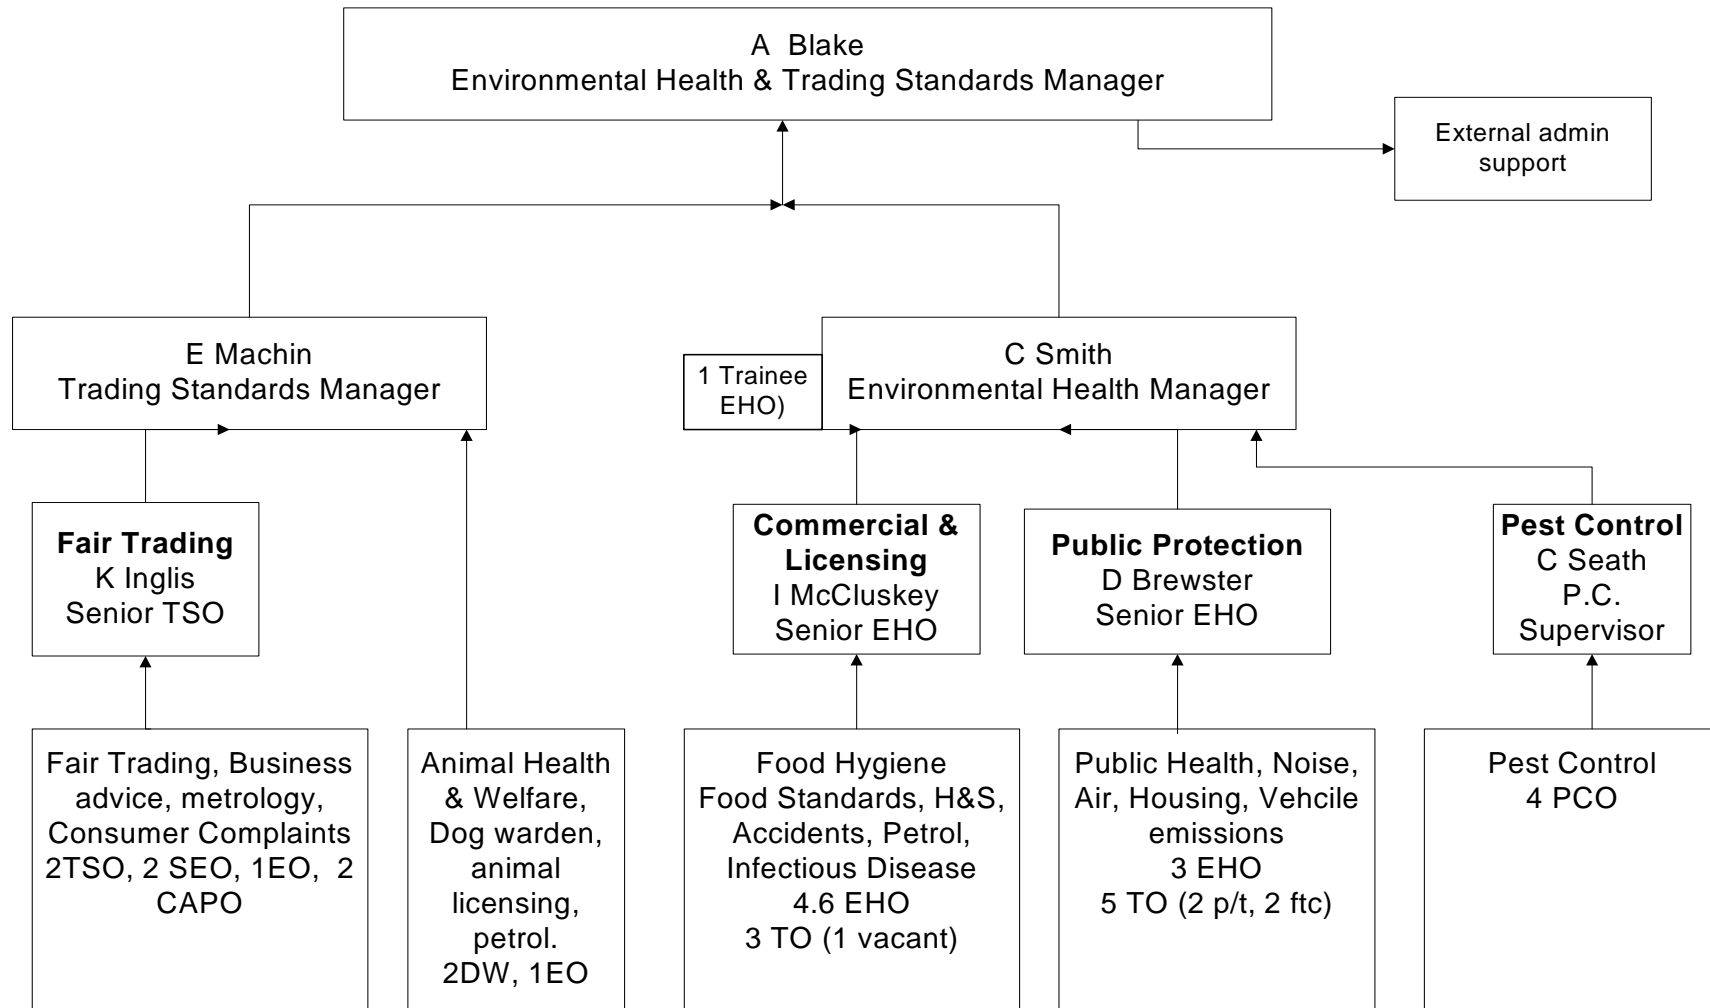 A Blake
Environmental Health & Trading Standards Manager
External admin
support
E Machin
Trading Standards Manager
1 Trainee
EHO)
C Smith
Environmental Health Manager
Fair Trading
K Inglis
Senior TSO
Commercial &
Licensing
I McCluskey
Senior EHO
Public Protection
D Brewster
Senior EHO
Pest Control
C Seath
P.C.
Supervisor
Fair Trading, Business
advice, metrology,
Consumer Complaints
2TSO, 2 SEO, 1EO, 2
CAPO
Animal Health
& Welfare,
Dog warden,
animal
licensing,
petrol.
2DW, 1EO
Food Hygiene
Food Standards, H&S,
Accidents, Petrol,
Infectious Disease
4.6 EHO
3 TO (1 vacant)
Public Health, Noise,
Air, Housing, Vehcile
emissions
3 EHO
5 TO (2 p/t, 2 ftc)
Pest Control
4 PCO